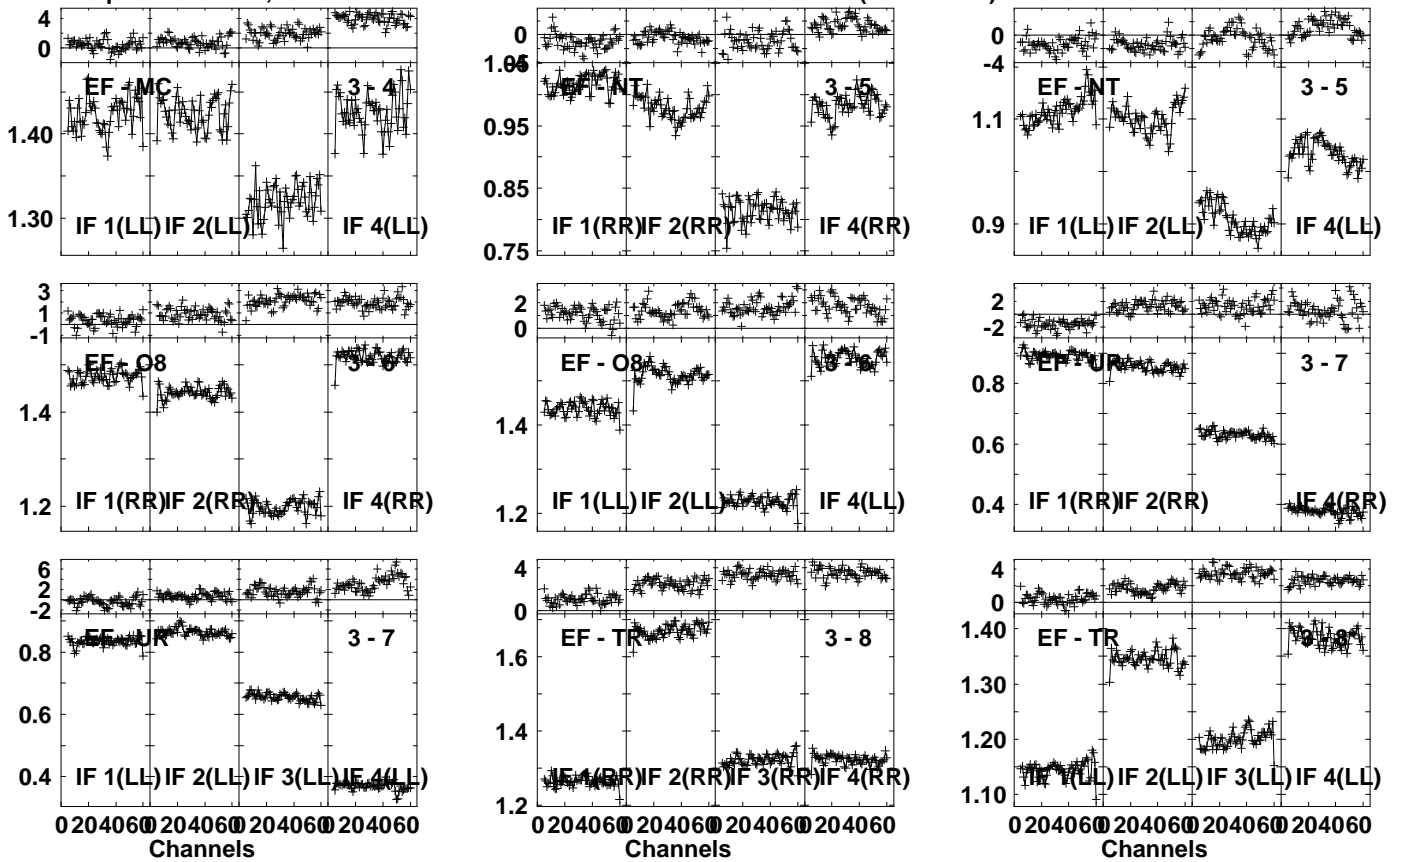 4
0
EF - MC
3 - 4
1.40
1.30
IF 1(LL) IF 2(LL) IF 4(LL)
0
1.05
EF - NT
3 - 5
0.95
0.85
0.75
IF 1(RR) IF 2(RR) IF 4(RR)
0
-4
EF - NT
3 - 5
1.1
0.9
IF 1(LL) IF 2(LL) IF 4(LL)
3
1
-1
EF - O8
3 - 6
1.4
1.2
IF 1(RR) IF 2(RR) IF 4(RR)
2
0
EF - O8
3 - 6
1.4
1.2
IF 1(LL) IF 2(LL) IF 4(LL)
2
-2
EF - UR
3 - 7
0.8
0.6
0.4
IF 1(RR) IF 2(RR) IF 4(RR)
6
2
-2
EF - UR
3 - 7
0.8
0.6
0.4
IF 1(LL) IF 2(LL) IF 3(LL) IF 4(LL)
0 204060 0 204060 0 204060 0 204060
Channels
4
0
EF - TR
3 - 8
1.6
1.4
1.2
IF 1(RR) IF 2(RR) IF 3(RR) IF 4(RR)
0 204060 0 204060 0 204060 0 204060
Channels
4
0
EF - TR
3 - 8
1.40
1.30
1.20
1.10
IF 1(LL) IF 2(LL) IF 3(LL) IF 4(LL)
0 204060 0 204060 0 204060 0 204060
Channels